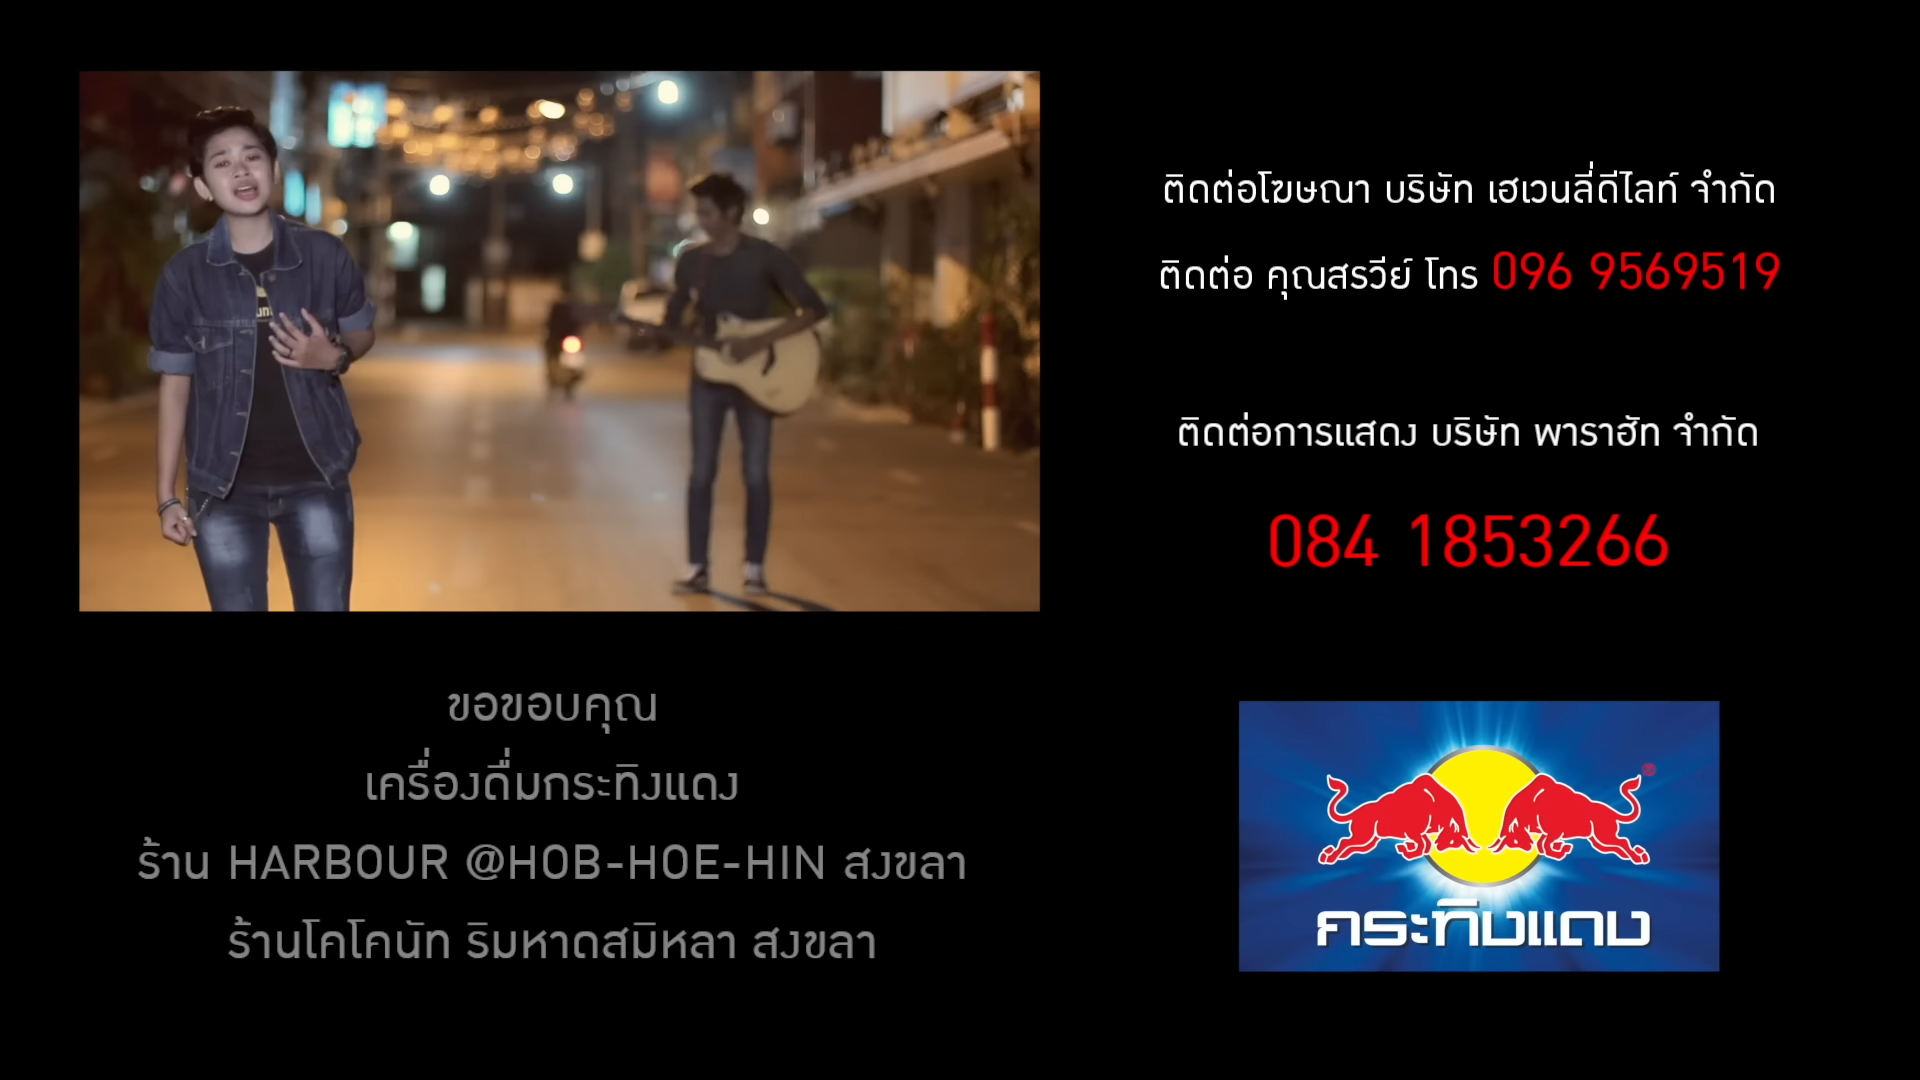 ติดต่อโฆษณา บริษัท เฮเวนลี่ดีไลท์ จำกัด
ติดต่อ คุณสรวีย์ โทร 096 9569519
ติดต่อการแสดง บริษัท พาราฮัท จำกัด
084 1853266
ขอขอบคุณ
เครื่องดื่มกระทิงแดง
ร้าน HARBOUR @HOB-HOE-HIN สงขลา
ร้านโคโคนัท ริมหาดสมิหลา สงขลา
กระทิงแดง